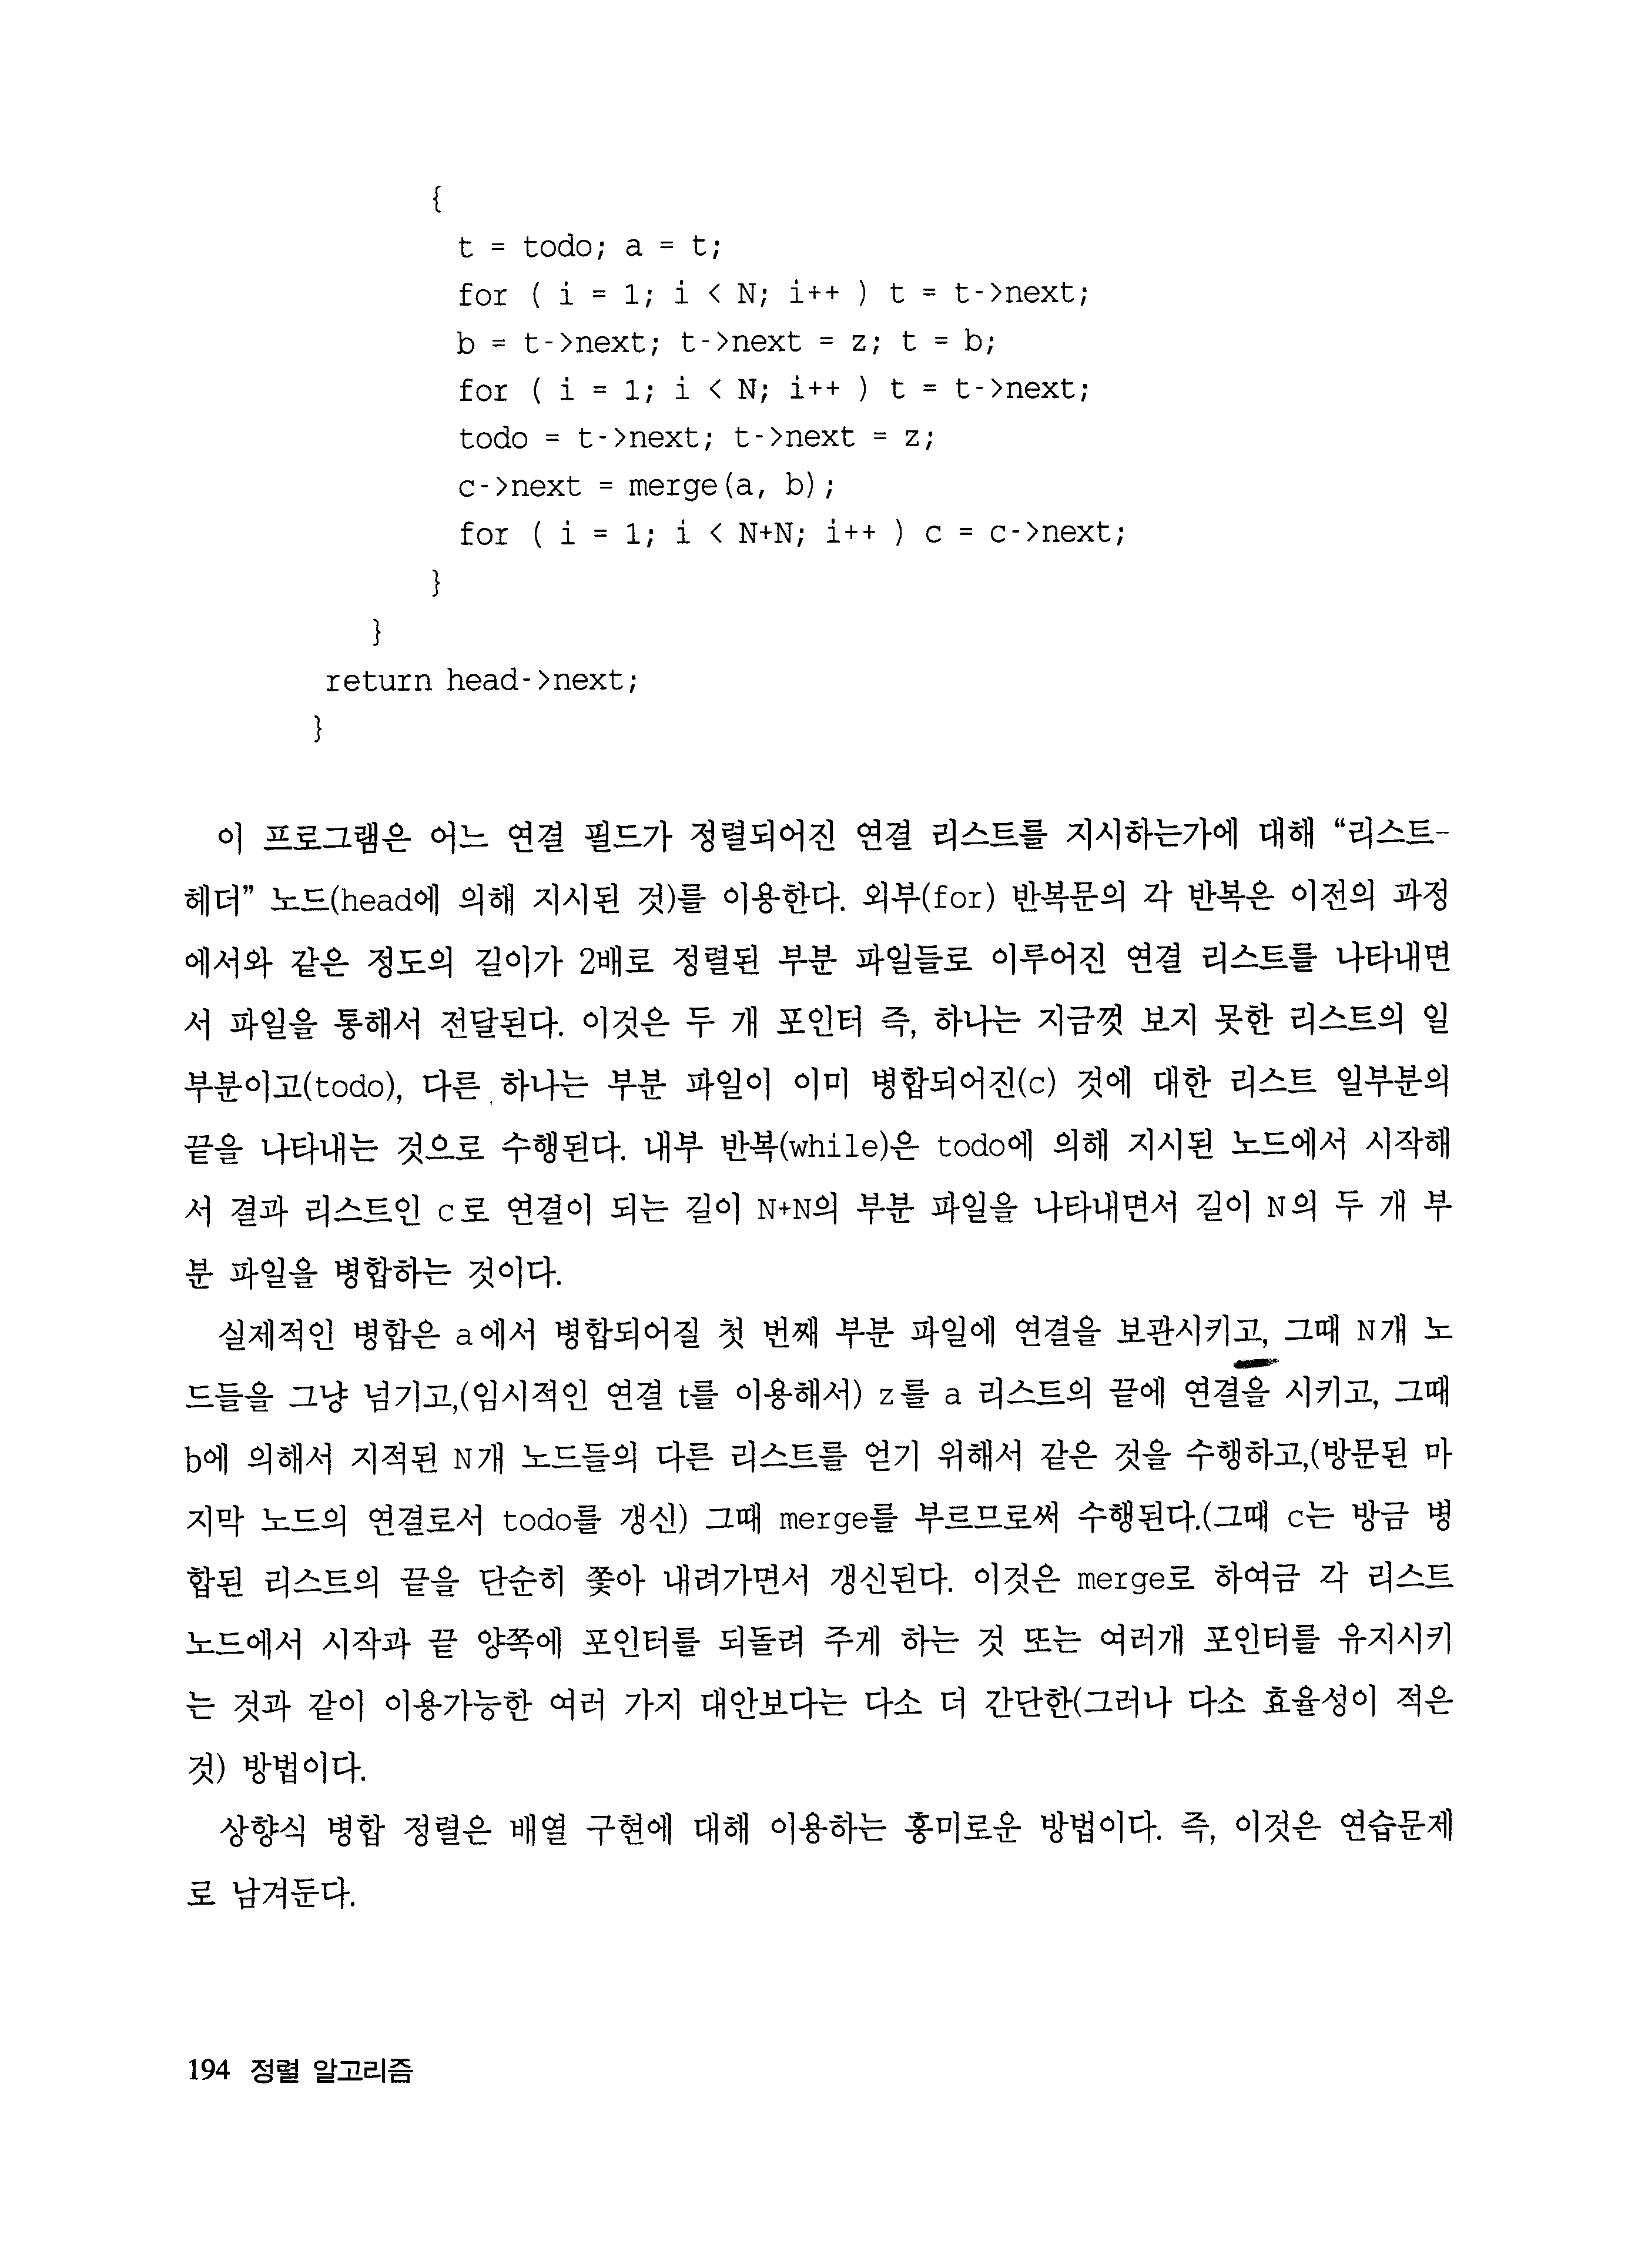 {
t = todo; a = t;
for ( i = 1; i < N; i++ ) t = t->next;
b = t->next; t->next = z; t = b;
for ( i = 1; i < N; i++ ) t = t->next;
todo = t->next; t->next = z;
c->next = merge(a, b);
for ( i = 1; i < N+N; i++ ) c = c->next;
}
}
return head->next;
}
이 프로그램은 어느 연결 필드가 정렬되어진 연결 리스트를 지시하는가에 대해 “리스트-
헤더” 노드(head에 의해 지시된 것)를 이용한다. 외부(for) 반복문의 각 반복은 이전의 과정
에서와 같은 정도의 길이가 2배로 정렬된 부분 파일들로 이루어진 연결 리스트를 나타내면
서 파일을 통해서 전달된다. 이것은 두 개 포인터 즉, 하나는 지금껏 보지 못한 리스트의 일
부분이고(todo), 다른 하나는 부분 파일이 이미 병합되어진(c) 것에 대한 리스트 일부분의
끝을 나타내는 것으로 수행된다. 내부 반복(while)은 todo에 의해 지시된 노드에서 시작해
서 결과 리스트인 c로 연결이 되는 길이 N+N의 부분 파일을 나타내면서 길이 N의 두 개 부
분 파일을 병합하는 것이다.
실제적인 병합은 a에서 병합되어질 첫 번째 부분 파일에 연결을 보관시키고, 그때 N개 노
드들을 그냥 넘기고,(임시적인 연결 t를 이용해서) z를 a 리스트의 끝에 연결을 시키고, 그때
b에 의해서 지적된 N개 노드들의 다른 리스트를 얻기 위해서 같은 것을 수행하고,(방문된 마
지막 노드의 연결로서 todo를 갱신) 그때 merge를 부르므로써 수행된다.(그때 c는 방금 병
합된 리스트의 끝을 단순히 쫓아 내려가면서 갱신된다. 이것은 merge로 하여금 각 리스트
노드에서 시작과 끝 양쪽에 포인터를 되돌려 주게 하는 것 또는 여러개 포인터를 유지시키
는 것과 같이 이용가능한 여러 가지 대안보다는 다소 더 간단한(그러나 다소 효율성이 적은
것) 방법이다.
상향식 병합 정렬은 배열 구현에 대해 이용하는 흥미로운 방법이다. 즉, 이것은 연습문제
로 남겨둔다.
194 정렬 알고리즘